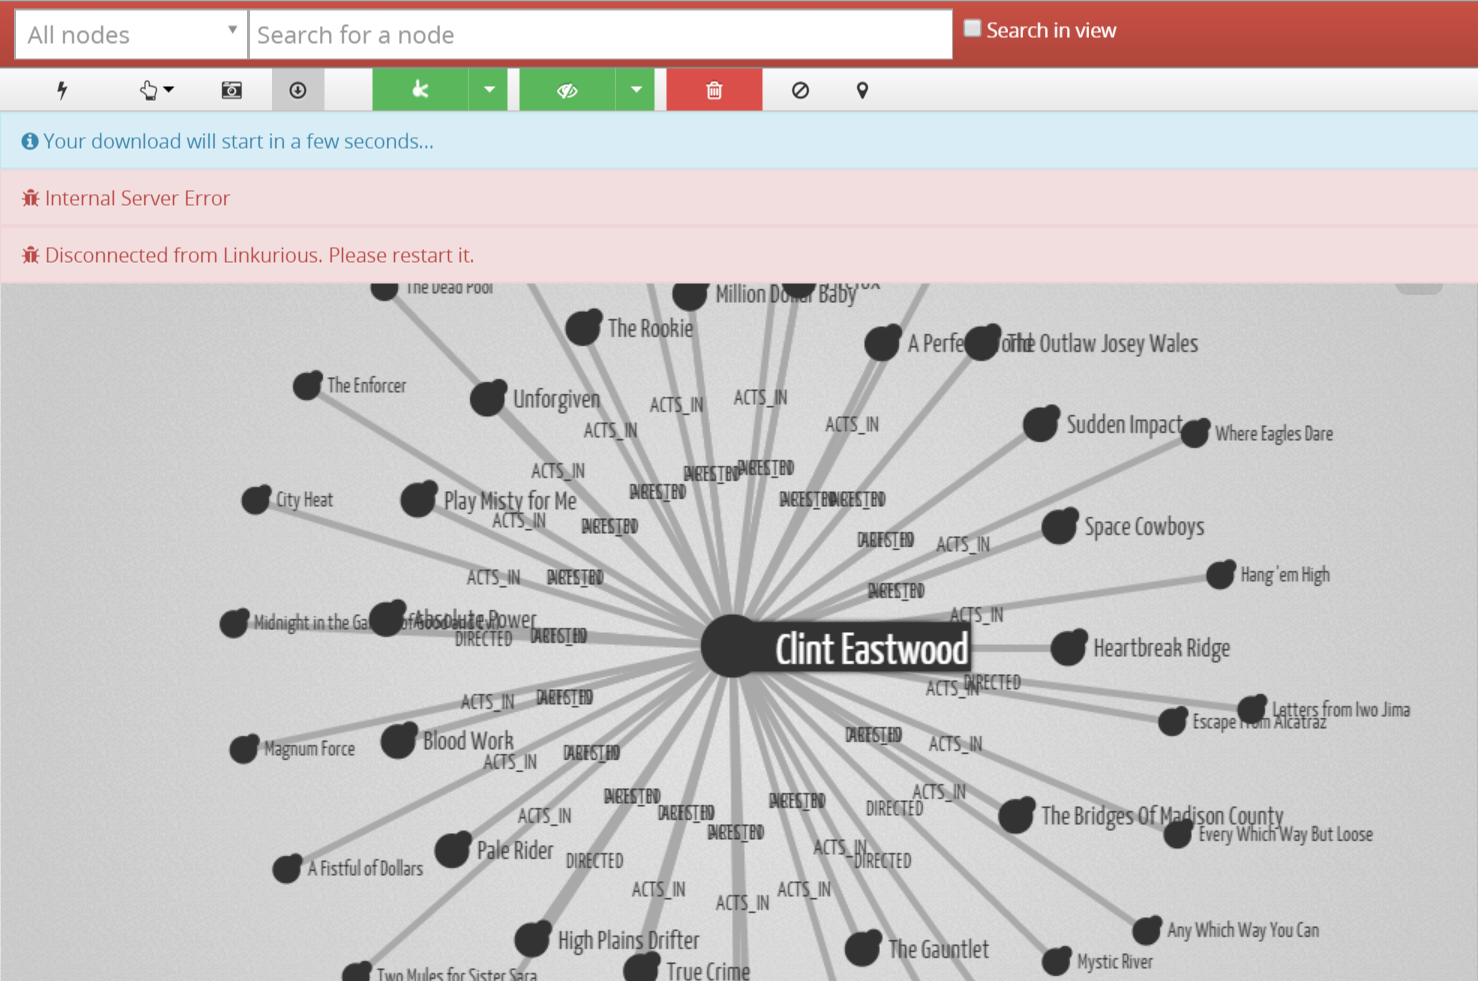 All nodes
Search for a node
Search in view
Your download will start in a few seconds...
Internal Server Error
Disconnected from Linkurious. Please restart it.
The Dead Pool
Million Dollar Baby
The Rookie
A Perfe
The Outlaw Josey Wales
The Enforcer
Unforgiven
ACTS_IN
ACTS_IN
ACTS_IN
ACTS_IN
Sudden Impact
Where Eagles Dare
ACTS_IN
City Heat
Play Misty for Me
ACTS_IN
Space Cowboys
ACTS_IN
ACTS_IN
Hang'em High
ACTS_IN
Midnight in the Ga
Absolute Power
DIRECTED
Clint Eastwood
Heartbreak Ridge
ACTS_IN
DIRECTED
ACTS_IN
Letters from Iwo Jima
Escape from Alcatraz
Magnum Force
Blood Work
ACTS_IN
ACTS_IN
ACTS_IN
DIRECTED
ACTS_IN
The Bridges Of Madison County
Every Which Way But Loose
A Fistful of Dollars
Pale Rider
DIRECTED
ACTS_IN
DIRECTED
ACTS_IN
ACTS_IN
ACTS_IN
High Plains Drifter
The Gauntlet
Any Which Way You Can
Mystic River
Two Mules for Sister Sara
True Crime